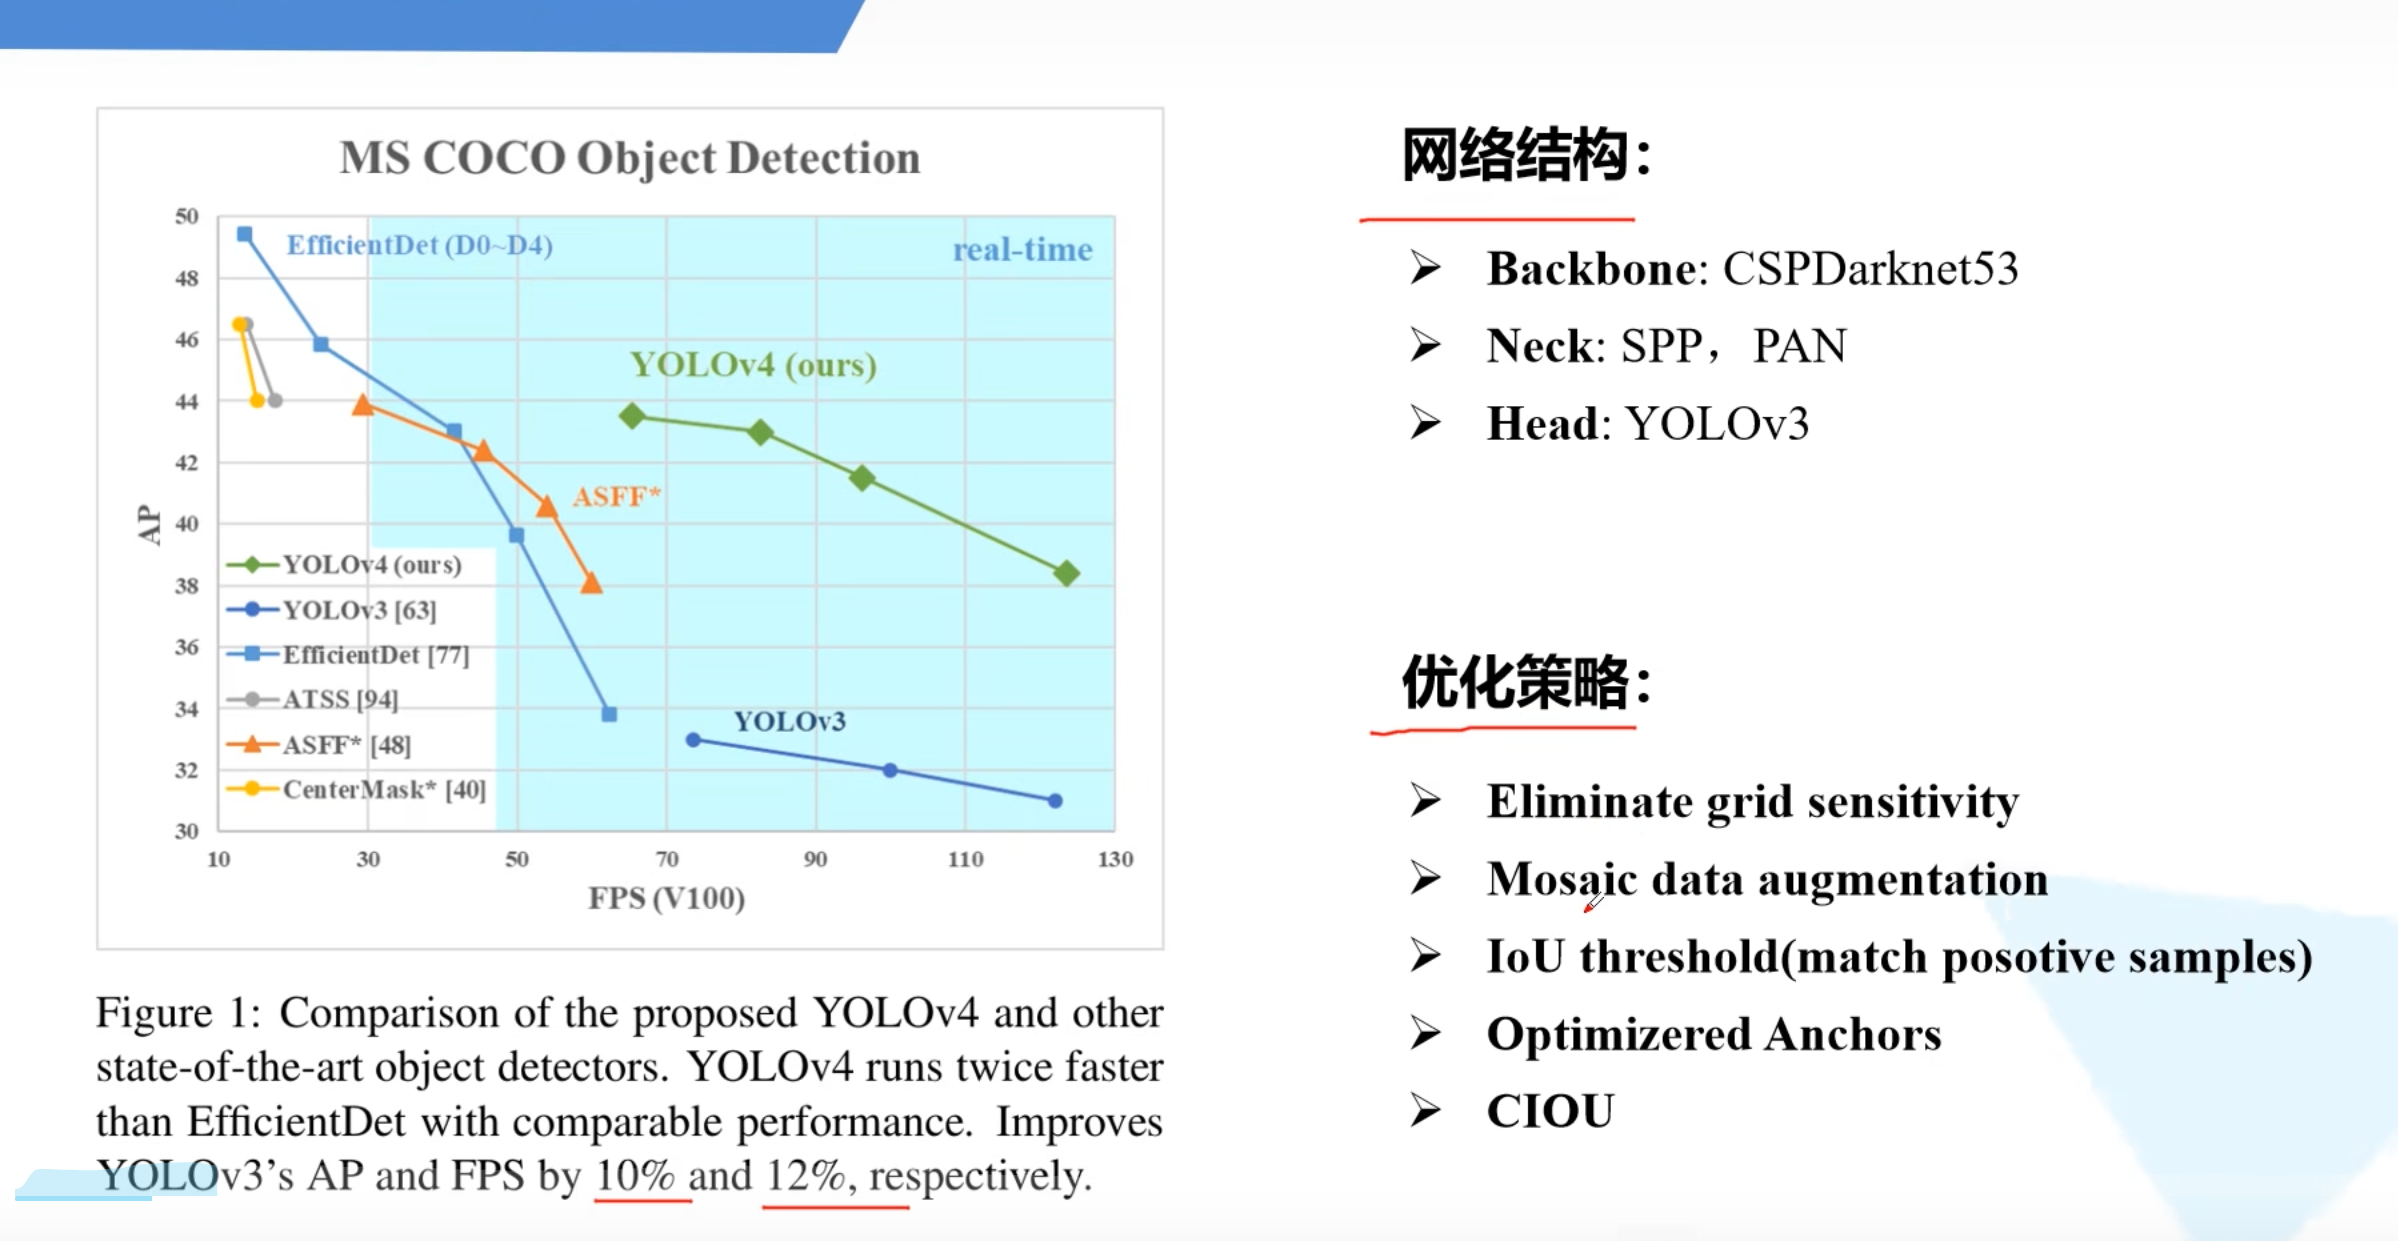 MS COCO Object Detection
50
48
46
44
42
40
38
36
34
32
30
AP
EfficientDet (D0~D4)
real-time
YOLOv4 (ours)
ASFF*
YOLOv3
YOLOv4 (ours)
YOLOv3 [63]
EfficientDet [77]
ATSS [94]
ASFF* [48]
CenterMask* [40]
10 30 50 70 90 110 130
FPS (V100)
Figure 1: Comparison of the proposed YOLOv4 and other
state-of-the-art object detectors. YOLOv4 runs twice faster
than EfficientDet with comparable performance. Improves
YOLOv3’s AP and FPS by 10% and 12%, respectively.
网络结构：
Backbone: CSPDarknet53
Neck: SPP，PAN
Head: YOLOv3
优化策略：
Eliminate grid sensitivity
Mosaic data augmentation
IoU threshold(match posotive samples)
Optimizered Anchors
CIOU